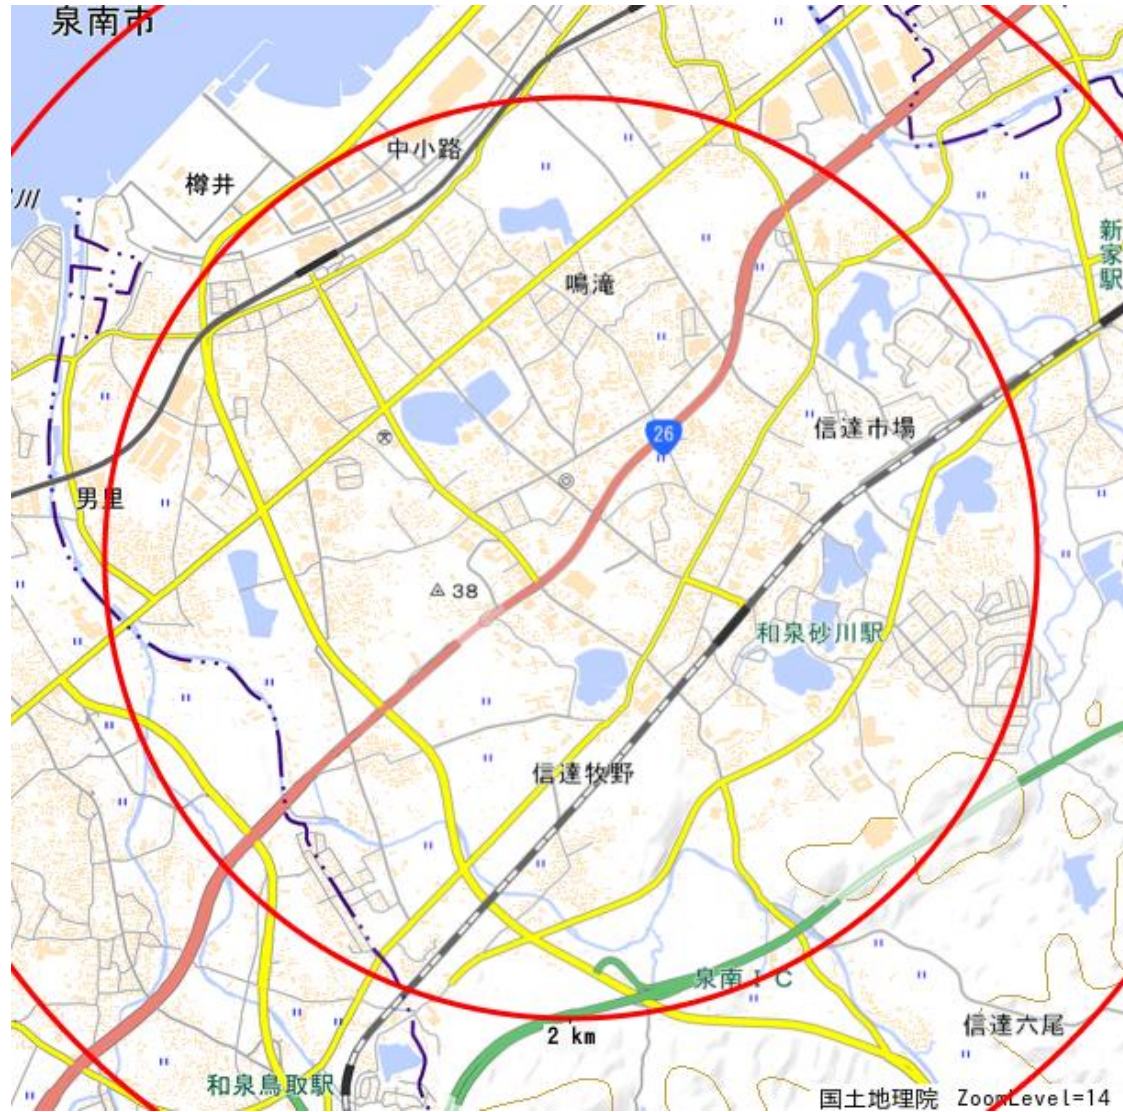 泉南市
中小路
樽井
川
新家駅
鳴滝
26
信達市場
男里
38
和泉砂川駅
信達牧野
泉南IC
2 km
信達六尾
和泉鳥取駅
国土地理院 ZoomLevel=14